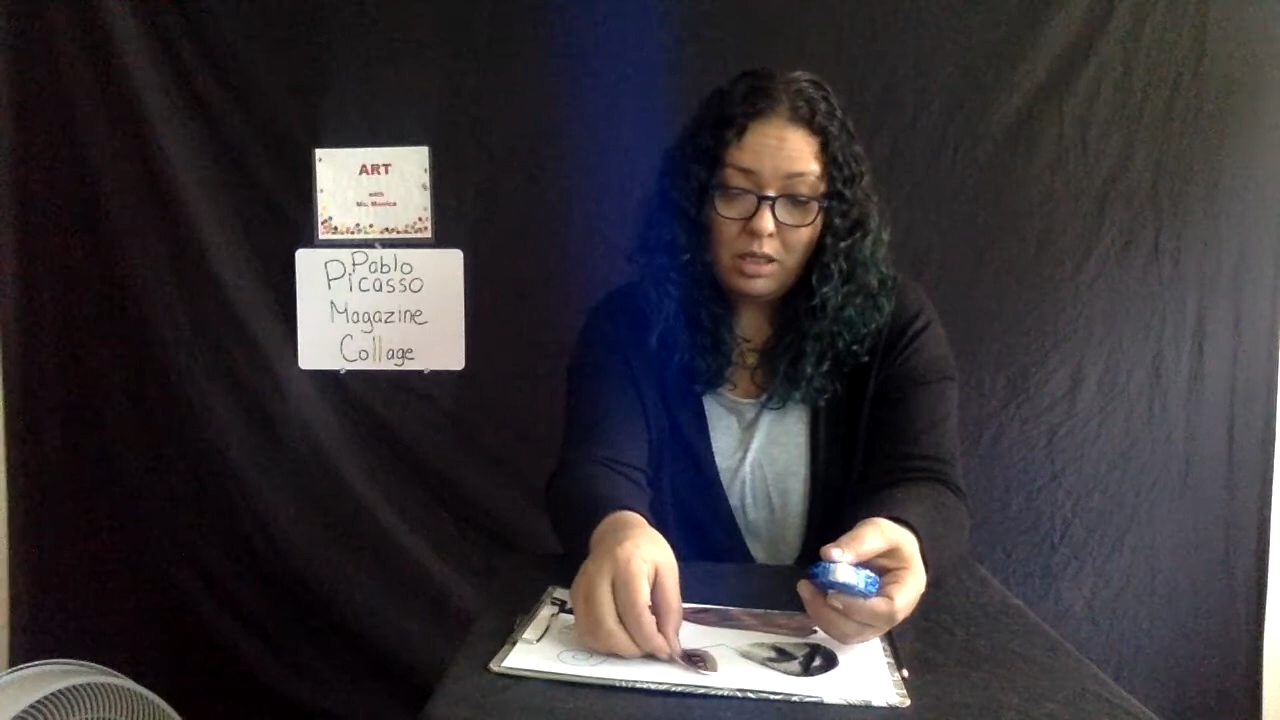 ART
with
Ms. Monica
Pablo
Picasso
Magazine
Collage